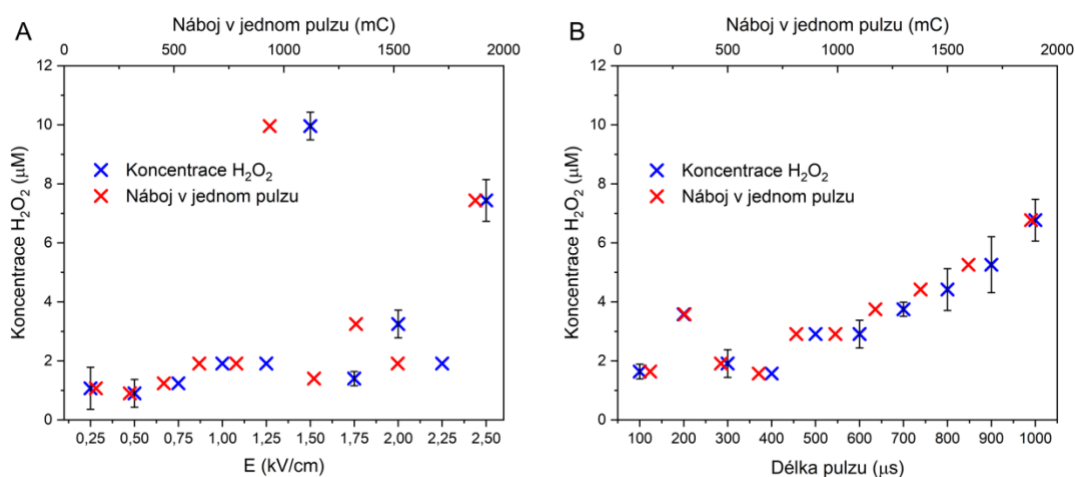 A
Náboj v jednom pulzu (mC)
0 500 1000 1500 2000
Koncentrace H₂O₂ (μM)
12
10
8
6
4
2
0
Koncentrace H₂O₂
Náboj v jednom pulzu
0,25 0,50 0,75 1,00 1,25 1,50 1,75 2,00 2,25 2,50
E (kV/cm)
B
Náboj v jednom pulzu (mC)
0 500 1000 1500 2000
Koncentrace H₂O₂ (μM)
12
10
8
6
4
2
0
Koncentrace H₂O₂
Náboj v jednom pulzu
100 200 300 400 500 600 700 800 900 1000
Délka pulzu (μs)